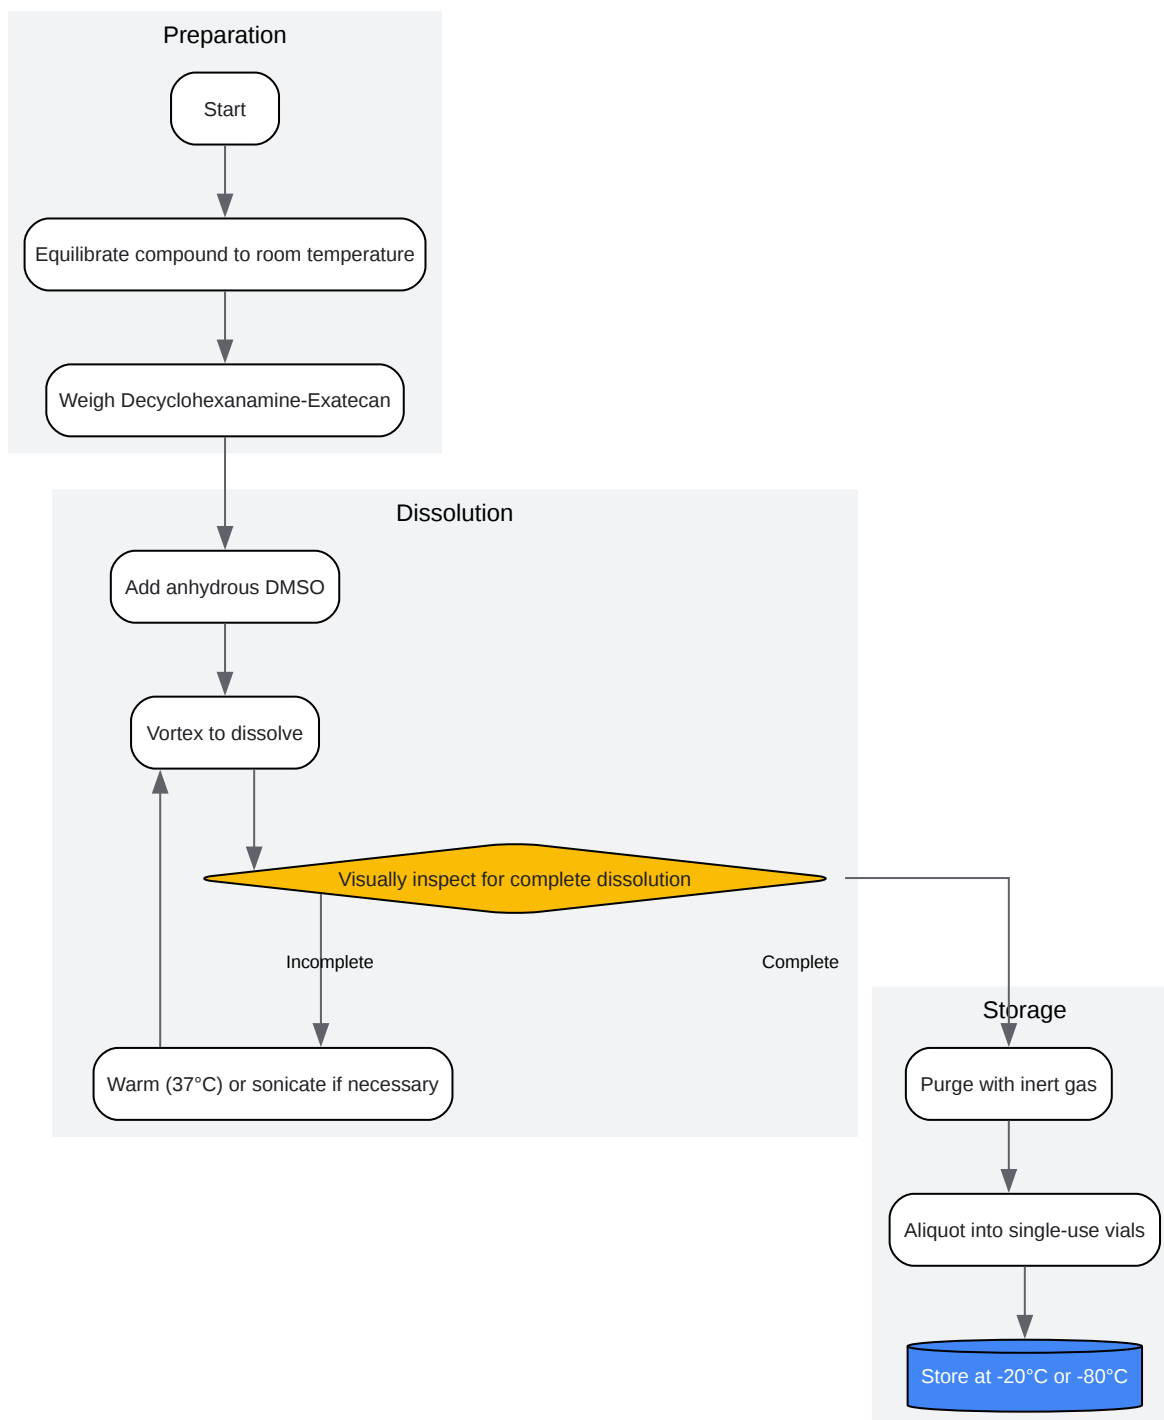 Preparation
Start
Equilibrate compound to room temperature
Weigh Decyclohexanamine-Exatecan
Dissolution
Add anhydrous DMSO
Vortex to dissolve
Visually inspect for complete dissolution
Incomplete
Complete
Warm (37°C) or sonicate if necessary
Storage
Purge with inert gas
Aliquot into single-use vials
Store at -20°C or -80°C